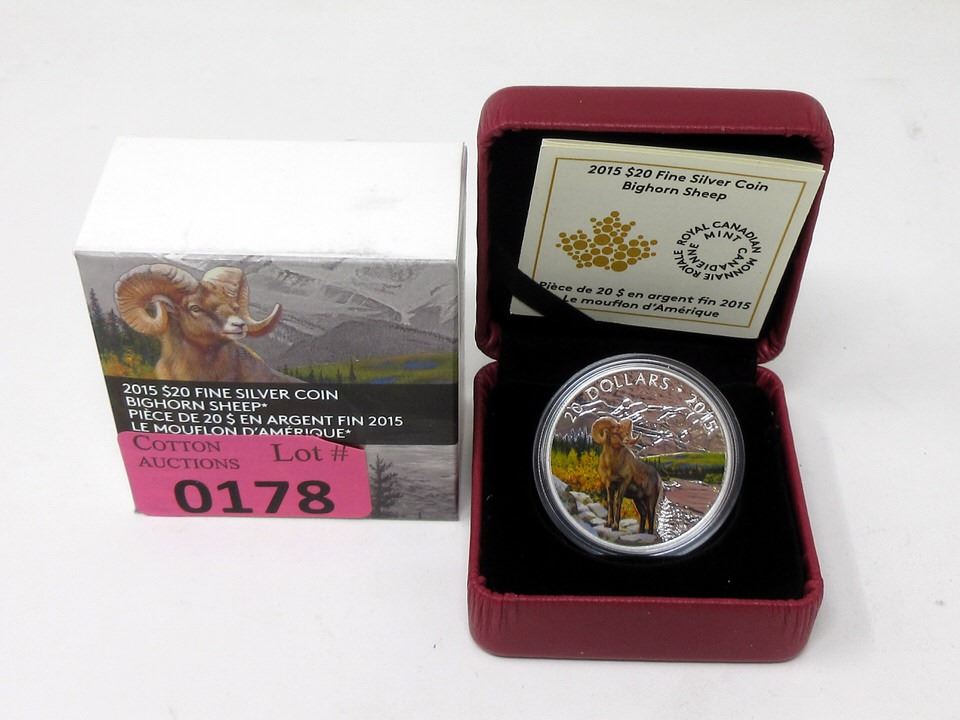 2015 $20 FINE SILVER COIN
BIGHORN SHEEP*
PIÈCE DE 20 $ EN ARGENT FIN 2015
LE MOUFLON D'AMÉRIQUE*
COTTON
AUCTIONS
Lot #
0178
2015 $20 Fine Silver Coin
Bighorn Sheep
ROYAL CANADIAN MINT
MONNAIE ROYALE CANADIENNE
Pièce de 20 $ en argent fin 2015
Le mouflon d'Amérique
20 DOLLARS • 2015